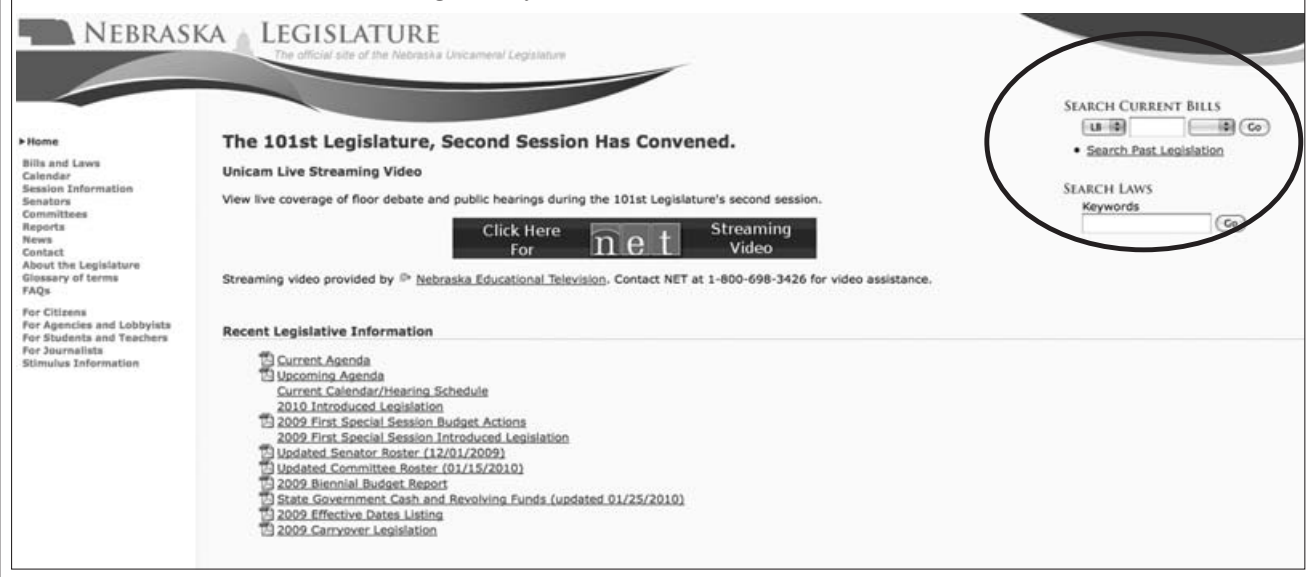 NEBRASKA LEGISLATURE
The official site of the Nebraska Unicameral Legislature
SEARCH CURRENT BILLS
LB Go
Search Past Legislation
SEARCH LAWS
Keywords
Go
Home
Bills and Laws
Calendar
Session Information
Senators
Committees
Reports
News
Contact
About the Legislature
Glossary of terms
FAQs
For Citizens
For Agencies and Lobbyists
For Students and Teachers
For Journalists
Stimulus Information
The 101st Legislature, Second Session Has Convened.
Unicam Live Streaming Video
View live coverage of floor debate and public hearings during the 101st Legislature's second session.
Click Here For net Streaming Video
Streaming video provided by Nebraska Educational Television. Contact NET at 1-800-698-3426 for video assistance.
Recent Legislative Information
Current Agenda
Upcoming Agenda
Current Calendar/Hearing Schedule
2010 Introduced Legislation
2009 First Special Session Budget Actions
2009 First Special Session Introduced Legislation
Updated Senator Roster (12/01/2009)
Updated Committee Roster (01/15/2010)
2009 Biennial Budget Report
State Government Cash and Revolving Funds (updated 01/25/2010)
2009 Effective Dates Listing
2009 Carryover Legislation